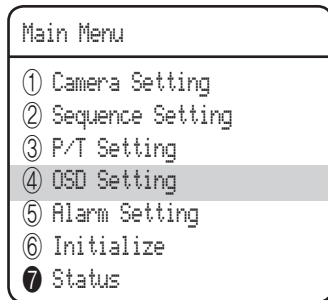 Main Menu
① Camera Setting
② Sequence Setting
③ P/T Setting
④ OSD Setting
⑤ Alarm Setting
⑥ Initialize
❼ Status